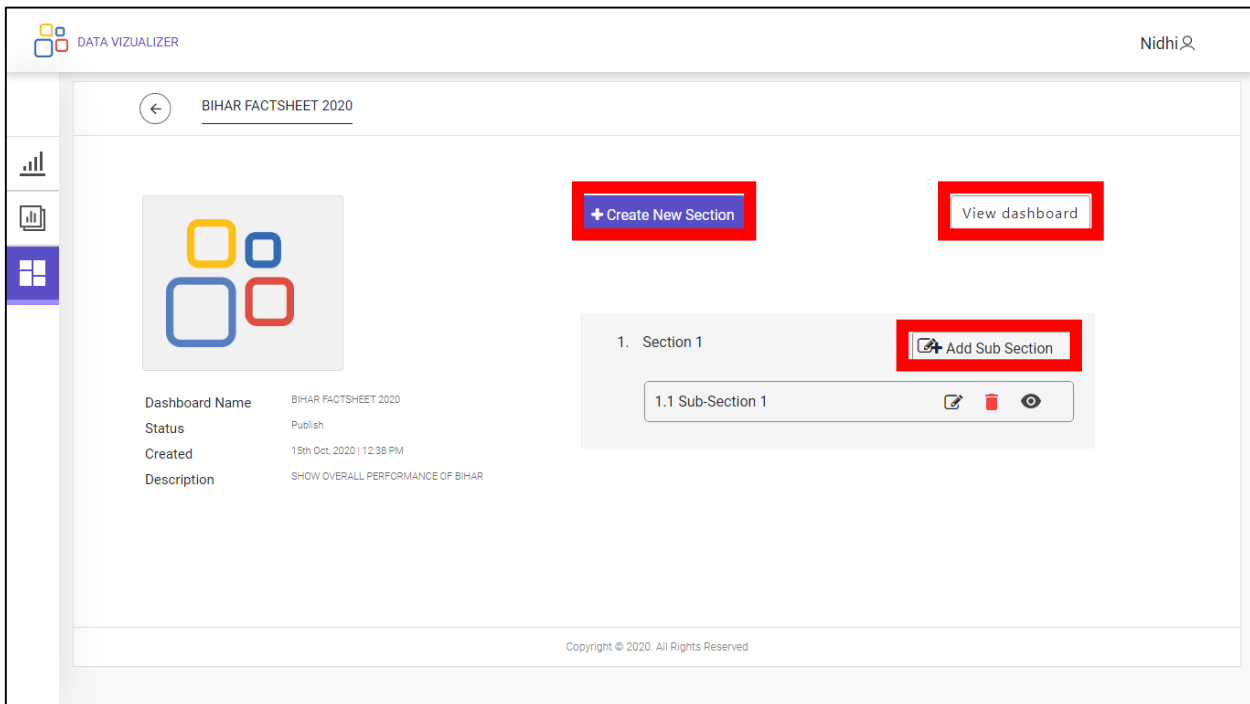 DATA VIZUALIZER
Nidhi
BIHAR FACTSHEET 2020
+ Create New Section
View dashboard
1. Section 1
Add Sub Section
1.1 Sub-Section 1
Dashboard Name BIHAR FACTSHEET 2020
Status Publish
Created 15th Oct, 2020 | 12:38 PM
Description SHOW OVERALL PERFORMANCE OF BIHAR
Copyright © 2020. All Rights Reserved